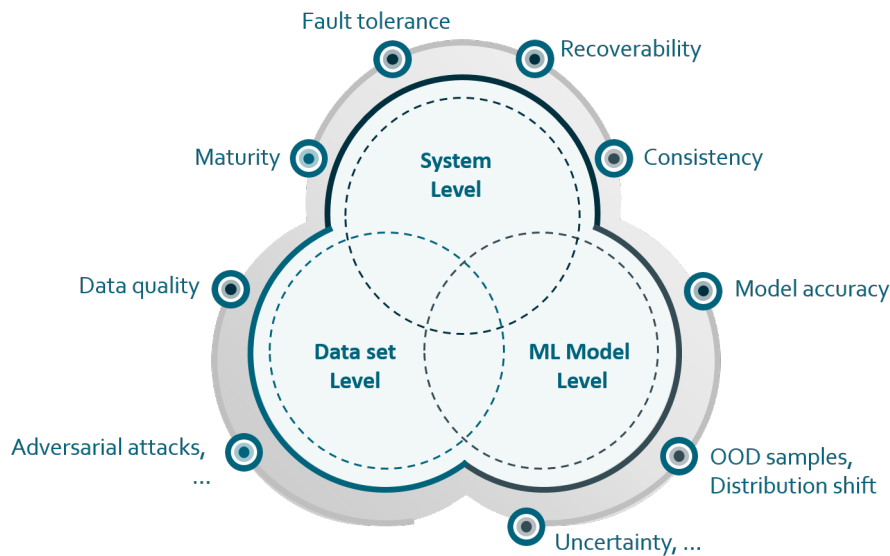 Fault tolerance
Recoverability
Maturity
System
Level
Consistency
Data quality
Model accuracy
Data set
Level
ML Model
Level
Adversarial attacks,
...
OOD samples,
Distribution shift
Uncertainty, ...